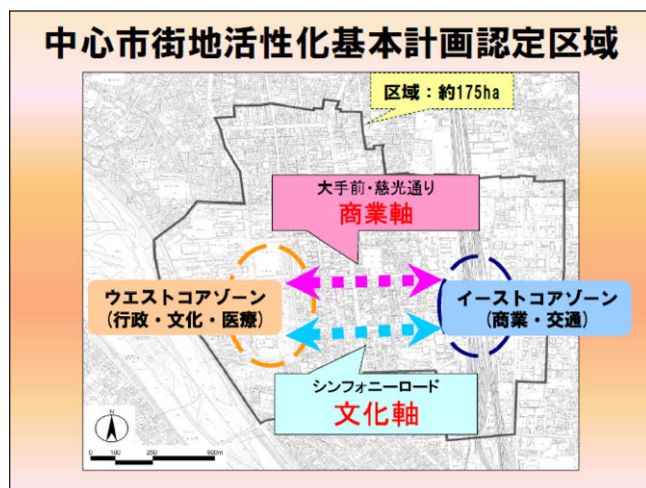 中心市街地活性化基本計画認定区域
区域：約175ha
大手前・慈光通り
商業軸
ウエストコアゾーン
(行政・文化・医療)
イーストコアゾーン
(商業・交通)
シンフォニーロード
文化軸
N
0 100 250 500m